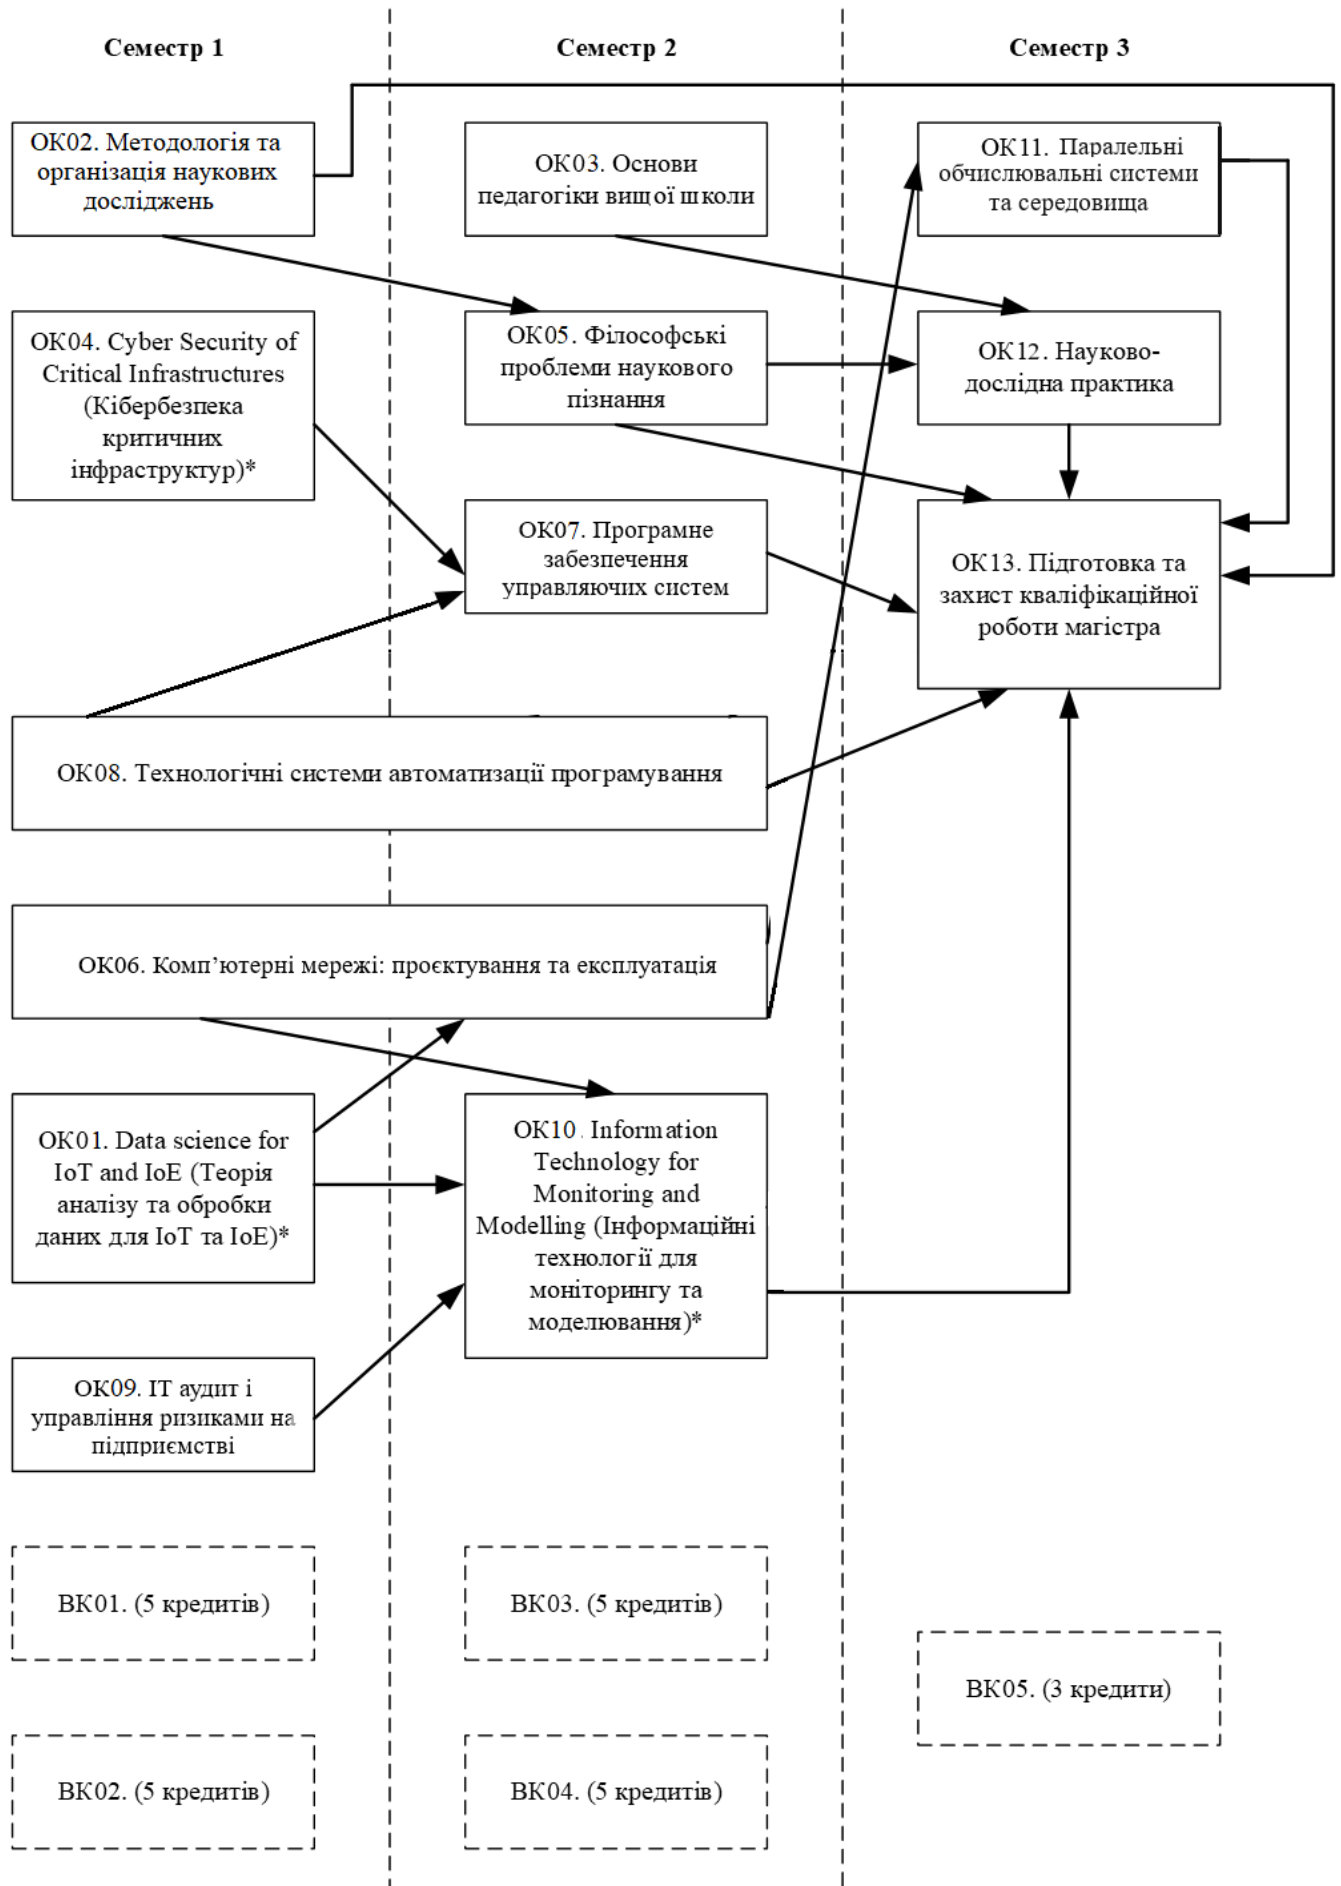 Семестр 1
Семестр 2
Семестр 3
ОК02. Методологія та
організація наукових
досліджень
ОК03. Основи
педагогіки вищої школи
ОК11. Паралельні
обчислювальні системи
та середовища
ОК04. Cyber Security of
Critical Infrastructures
(Кібербезпека
критичних
інфраструктур)*
ОК05. Філософські
проблеми наукового
пізнання
ОК12. Науково-
дослідна практика
ОК07. Програмне
забезпечення
управляючих систем
ОК13. Підготовка та
захист кваліфікаційної
роботи магістра
ОК08. Технологічні системи автоматизації програмування
ОК06. Комп’ютерні мережі: проєктування та експлуатація
ОК01. Data science for
IoT and IoE (Теорія
аналізу та обробки
даних для IoT та IoE)*
ОК10. Information
Technology for
Monitoring and
Modelling (Інформаційні
технології для
моніторингу та
моделювання)*
ОК09. ІТ аудит і
управління ризиками на
підприємстві
ВК01. (5 кредитів)
ВК03. (5 кредитів)
ВК05. (3 кредити)
ВК02. (5 кредитів)
ВК04. (5 кредитів)